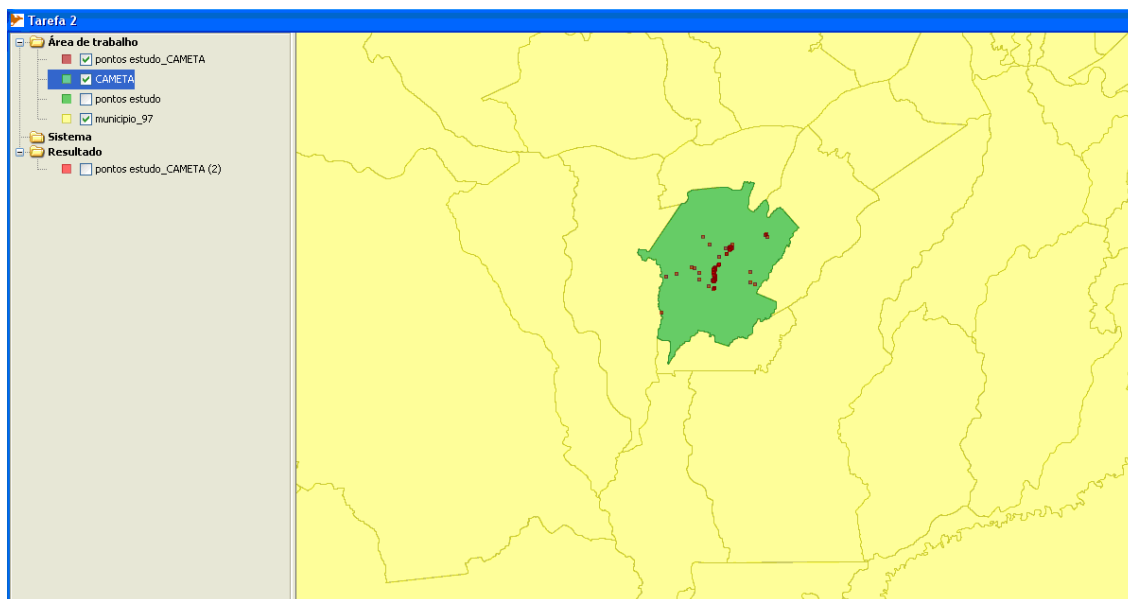 Tarefa 2
Área de trabalho
pontos estudo_CAMETA
CAMETA
pontos estudo
municipio_97
Sistema
Resultado
pontos estudo_CAMETA (2)